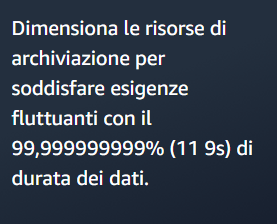 Dimensiona le risorse di
archiviazione per
soddisfare esigenze
fluttuanti con il
99,999999999% (11 9s) di
durata dei dati.